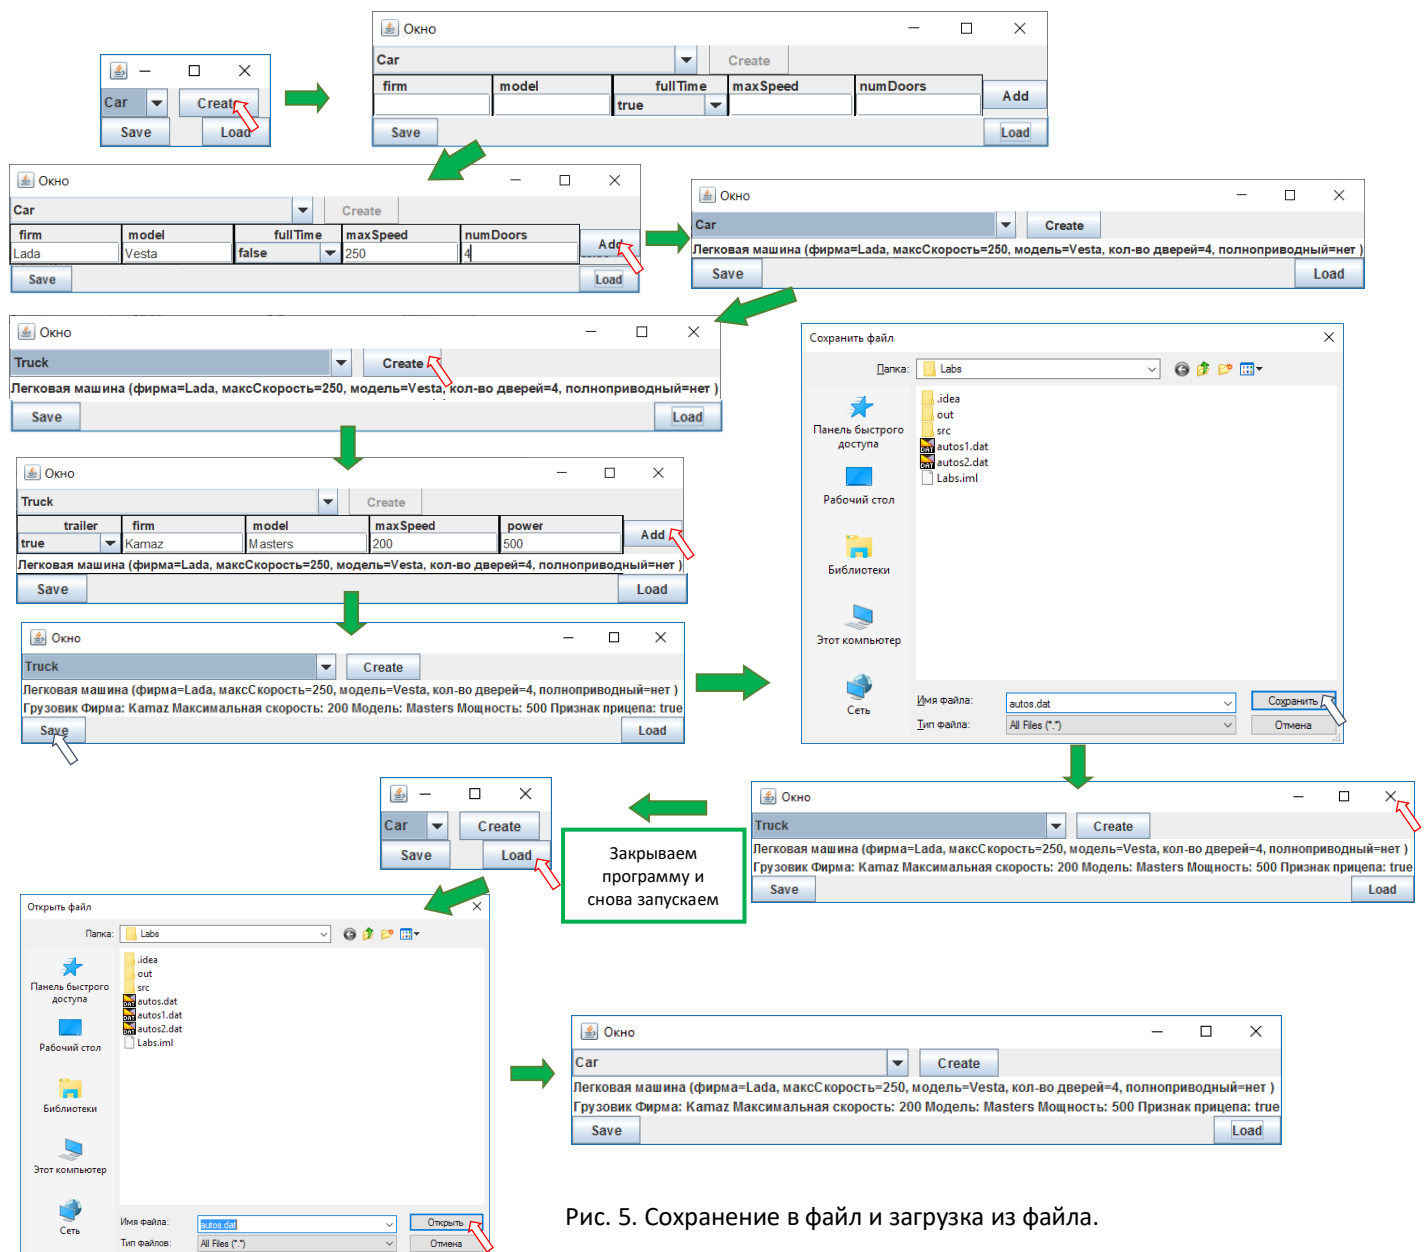 Car
Create
Save
Load
Окно
Car
Create
firm
model
fullTime
maxSpeed
numDoors
true
Add
Save
Load
Окно
Car
Create
firm
model
fullTime
maxSpeed
numDoors
Lada
Vesta
false
250
4
Add
Save
Load
Окно
Car
Create
Легковая машина (фирма=Lada, максСкорость=250, модель=Vesta, кол-во дверей=4, полноприводный=нет )
Save
Load
Окно
Truck
Create
Легковая машина (фирма=Lada, максСкорость=250, модель=Vesta, кол-во дверей=4, полноприводный=нет )
Save
Load
Окно
Truck
Create
trailer
firm
model
maxSpeed
power
true
Kamaz
Masters
200
500
Add
Легковая машина (фирма=Lada, максСкорость=250, модель=Vesta, кол-во дверей=4, полноприводный=нет )
Save
Load
Окно
Truck
Create
Легковая машина (фирма=Lada, максСкорость=250, модель=Vesta, кол-во дверей=4, полноприводный=нет )
Грузовик Фирма: Kamaz Максимальная скорость: 200 Модель: Masters Мощность: 500 Признак прицепа: true
Save
Load
Сохранить файл
Папка:
Labs
Панель быстрого
доступа
Рабочий стол
Библиотеки
Этот компьютер
Сеть
.idea
out
src
autos1.dat
autos2.dat
Labs.iml
Имя файла:
autos.dat
Сохранить
Тип файла:
All Files (*.*)
Отмена
Окно
Truck
Create
Легковая машина (фирма=Lada, максСкорость=250, модель=Vesta, кол-во дверей=4, полноприводный=нет )
Грузовик Фирма: Kamaz Максимальная скорость: 200 Модель: Masters Мощность: 500 Признак прицепа: true
Save
Load
Закрываем
программу и
снова запускаем
Car
Create
Save
Load
Открыть файл
Папка:
Labs
Панель быстрого
доступа
Рабочий стол
Библиотеки
Этот компьютер
Сеть
.idea
out
src
autos.dat
autos1.dat
autos2.dat
Labs.iml
Имя файла:
autos.dat
Открыть
Тип файлов:
All Files (*.*)
Отмена
Окно
Car
Create
Легковая машина (фирма=Lada, максСкорость=250, модель=Vesta, кол-во дверей=4, полноприводный=нет )
Грузовик Фирма: Kamaz Максимальная скорость: 200 Модель: Masters Мощность: 500 Признак прицепа: true
Save
Load
Рис. 5. Сохранение в файл и загрузка из файла.